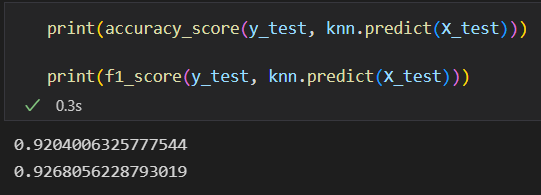 print(accuracy_score(y_test, knn.predict(X_test)))
print(f1_score(y_test, knn.predict(X_test)))
✓ 0.3s
0.9204006325777544
0.9268056228793019